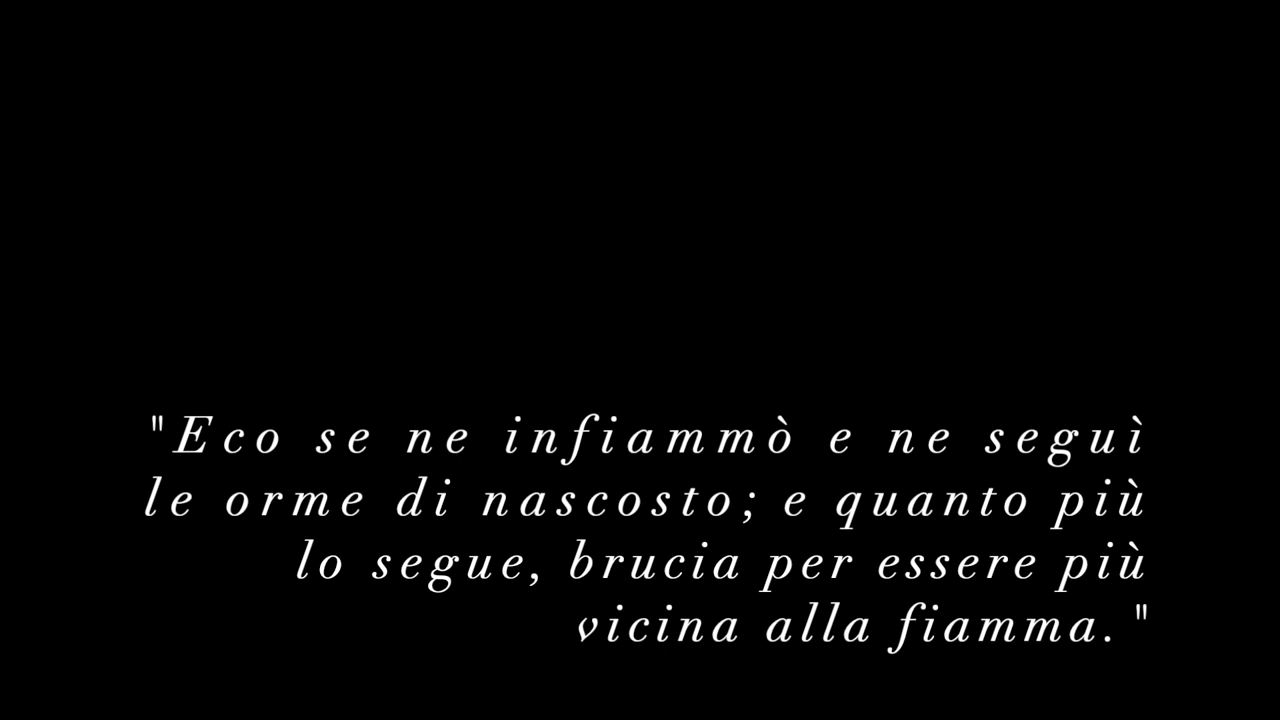 "Eco se ne infiammò e ne seguì
le orme di nascosto; e quanto più
lo segue, brucia per essere più
vicina alla fiamma."